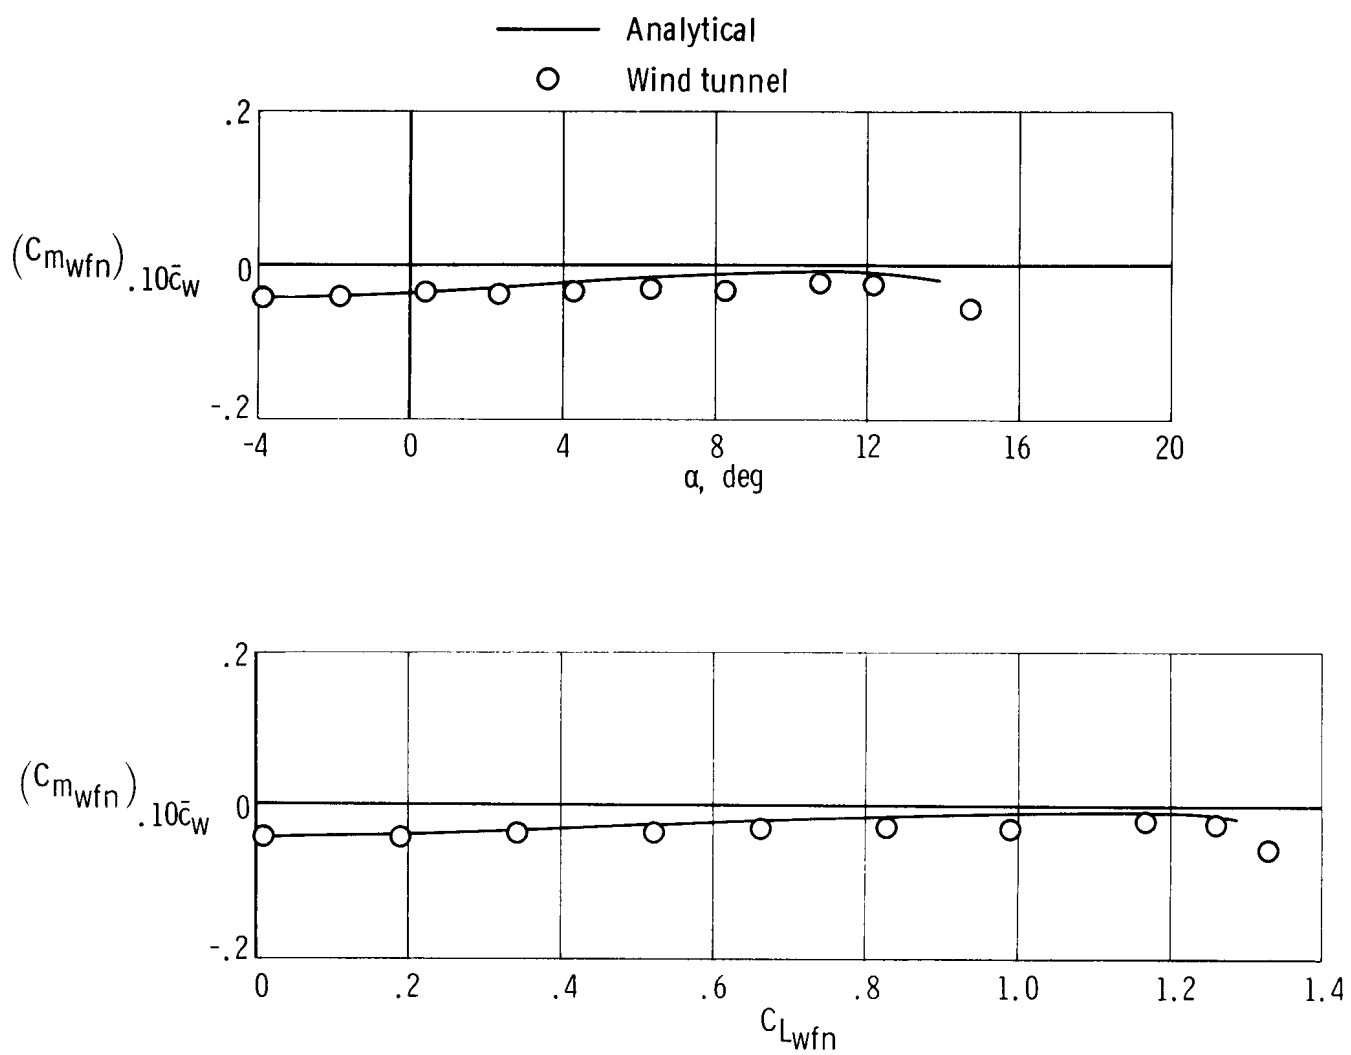 Analytical
Wind tunnel
.2
(Cmwfn).10c̄w
0
-.2
-4 0 4 8 12 16 20
α, deg
.2
(Cmwfn).10c̄w
0
-.2
0 .2 .4 .6 .8 1.0 1.2 1.4
CLwfn